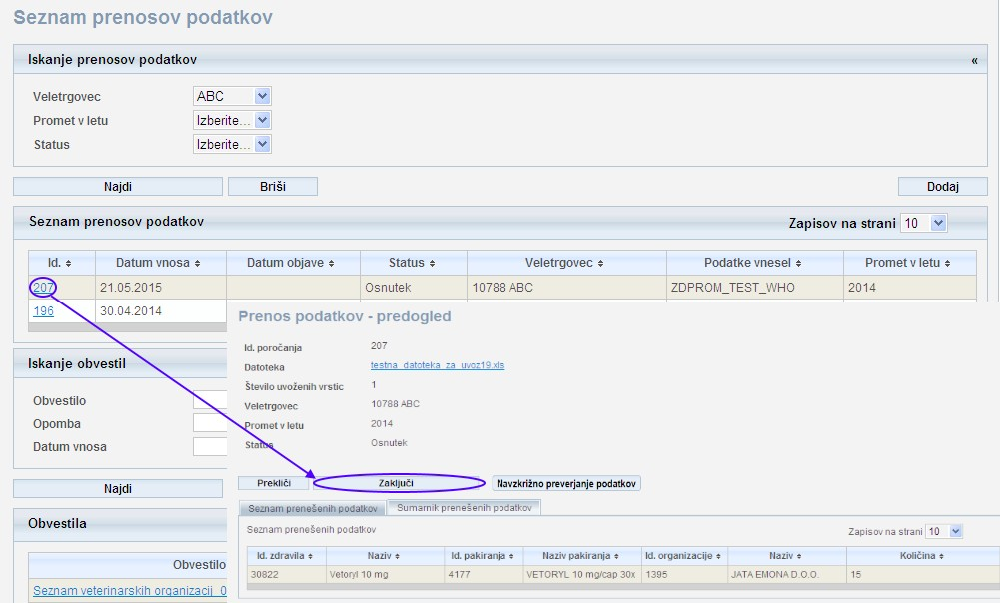 Seznam prenosov podatkov
Iskanje prenosov podatkov «
Veletrgovec ABC
Promet v letu Izberite...
Status Izberite...
Najdi Briši Dodaj
Seznam prenosov podatkov Zapisov na strani 10
Id. Datum vnosa Datum objave Status Veletrgovec Podatke vnesel Promet v letu
207 21.05.2015 Osnutek 10788 ABC ZDPROM_TEST_WHO 2014
196 30.04.2014
Iskanje obvestil
Obvestilo
Opomba
Datum vnosa
Najdi
Obvestila
Obvestilo
Seznam veterinarskih organizacij_0
Prenos podatkov - predogled
Id. poročanja 207
Datoteka testna_datoteka_za_uvoz19.xls
Število uvoženih vrstic 1
Veletrgovec 10788 ABC
Promet v letu 2014
Status Osnutek
Prekliči Zaključi Navzkrižno preverjanje podatkov
Seznam prenešenih podatkov Sumarnik prenešenih podatkov
Seznam prenešenih podatkov Zapisov na strani 10
Id. zdravila Naziv Id. pakiranja Naziv pakiranja Id. organizacije Naziv Količina
30822 Vetoryl 10 mg 4177 VETORYL 10 mg/cap 30x 1395 JATA EMONA D.O.O. 15